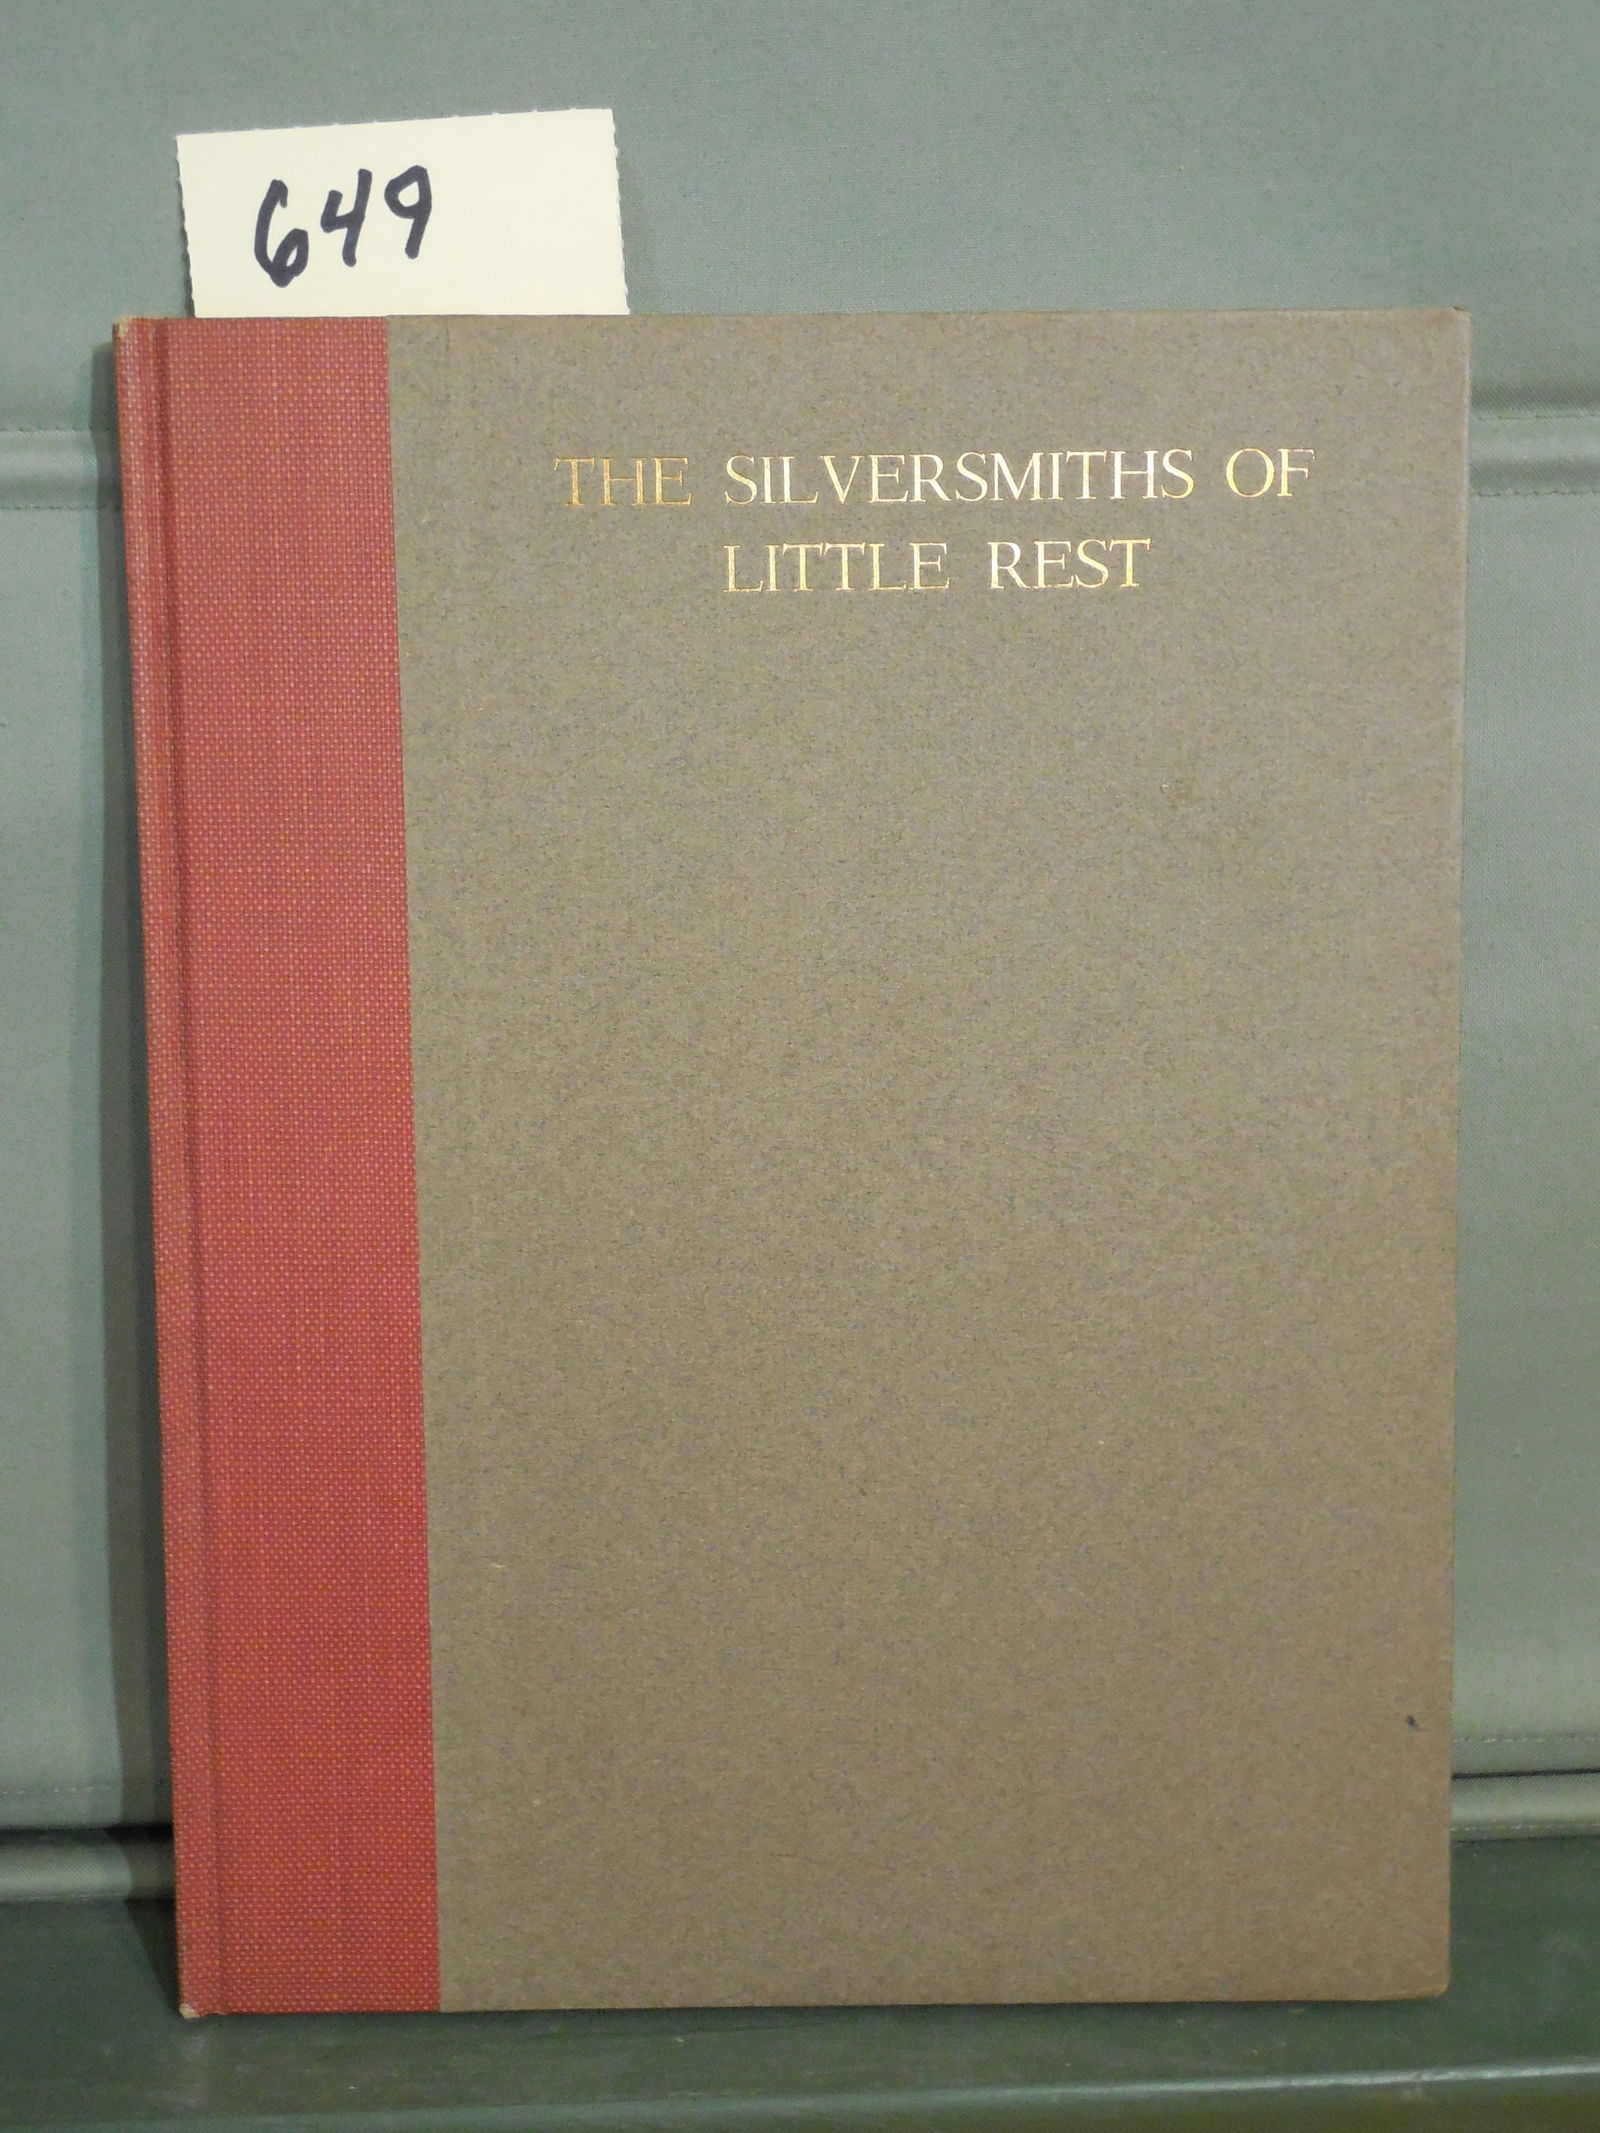 649
THE SILVERSMITHS OF
LITTLE REST